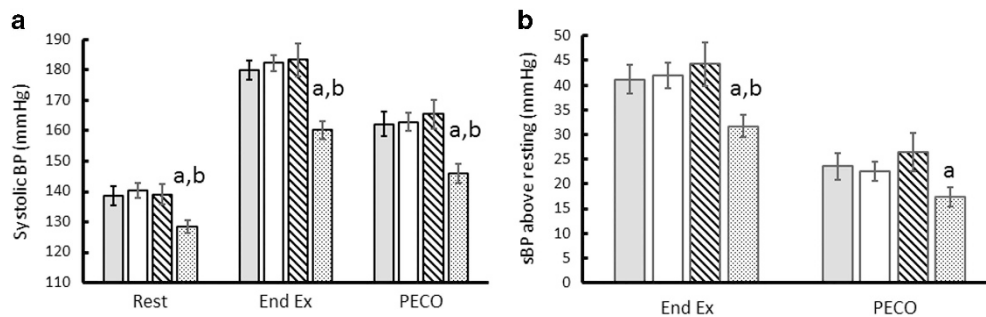 a
Systolic BP (mmHg)
190
180
170
160
150
140
130
120
110
a,b
a,b
a,b
Rest
End Ex
PECO
b
sBP above resting (mmHg)
50
45
40
35
30
25
20
15
10
5
0
a,b
a
End Ex
PECO